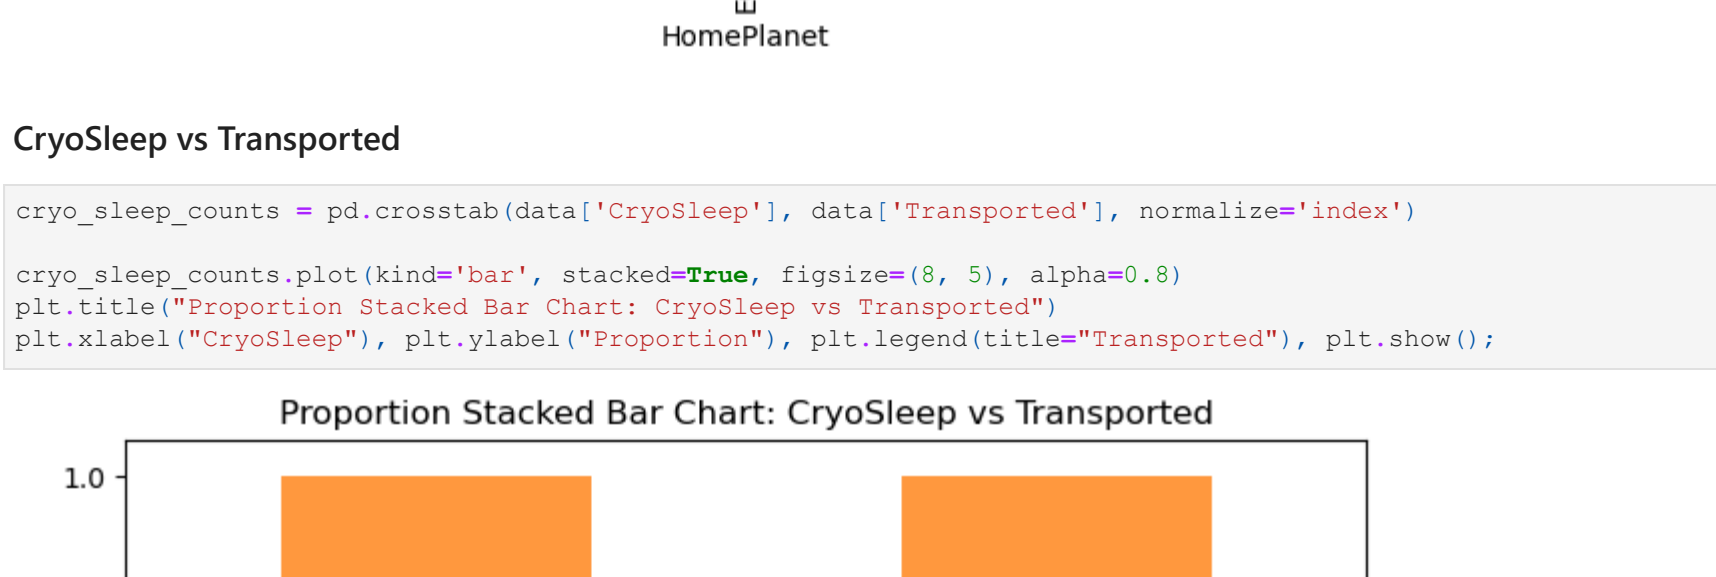 E
HomePlanet
CryoSleep vs Transported
cryo_sleep_counts = pd.crosstab(data['CryoSleep'], data['Transported'], normalize='index')
cryo_sleep_counts.plot(kind='bar', stacked=True, figsize=(8, 5), alpha=0.8)
plt.title("Proportion Stacked Bar Chart: CryoSleep vs Transported")
plt.xlabel("CryoSleep"), plt.ylabel("Proportion"), plt.legend(title="Transported"), plt.show();
Proportion Stacked Bar Chart: CryoSleep vs Transported
1.0